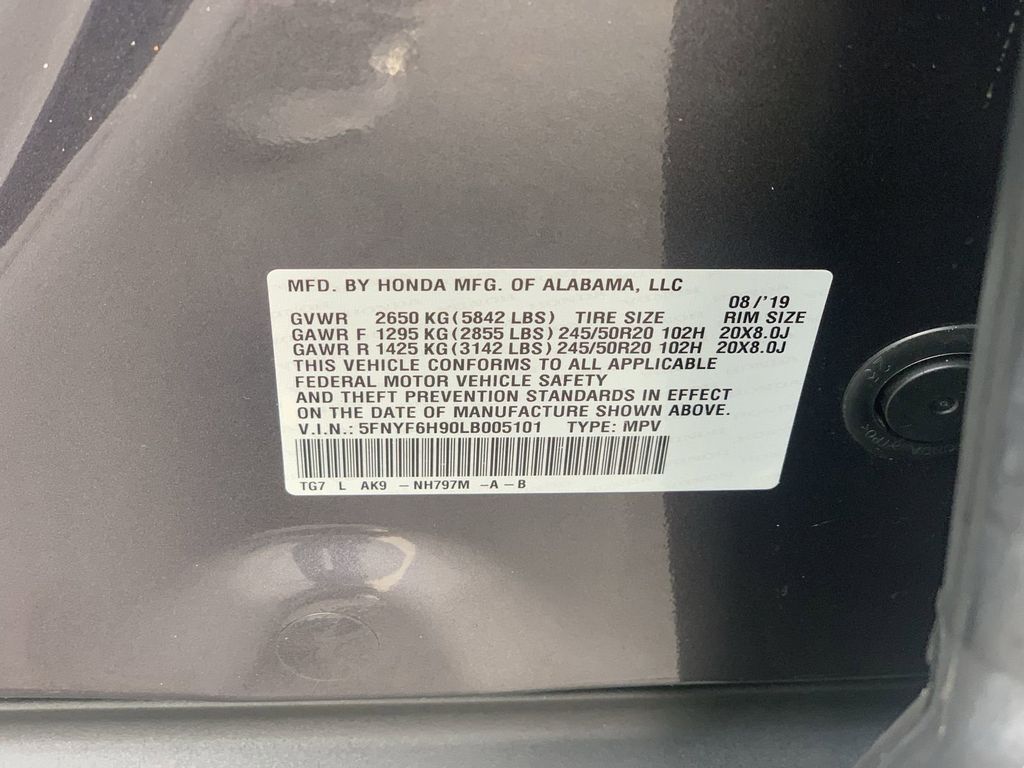 MFD. BY HONDA MFG. OF ALABAMA, LLC
08/'19
GVWR 2650 KG(5842 LBS) TIRE SIZE RIM SIZE
GAWR F 1295 KG(2855 LBS)245/50R20 102H 20X8.0J
GAWR R 1425 KG(3142 LBS)245/50R20 102H 20X8.0J
THIS VEHICLE CONFORMS TO ALL APPLICABLE
FEDERAL MOTOR VEHICLE SAFETY
AND THEFT PREVENTION STANDARDS IN EFFECT
ON THE DATE OF MANUFACTURE SHOWN ABOVE.
V.I.N.: 5FNYF6H90LB005101 TYPE: MPV
TG7 L AK9 -NH797M -A-B